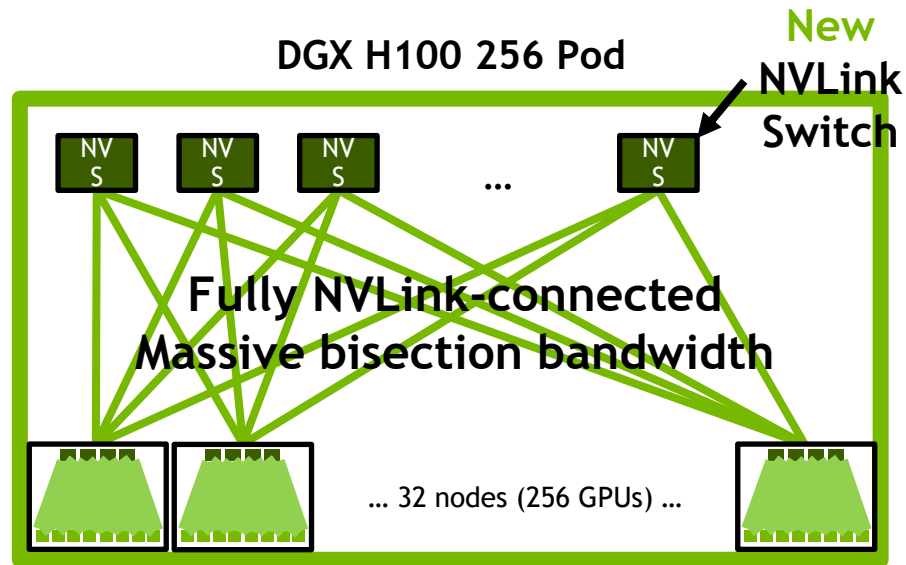 New
DGX H100 256 Pod
NVLink
Switch
NV
S
NV
S
NV
S
...
NV
S
Fully NVLink-connected
Massive bisection bandwidth
... 32 nodes (256 GPUs) ...